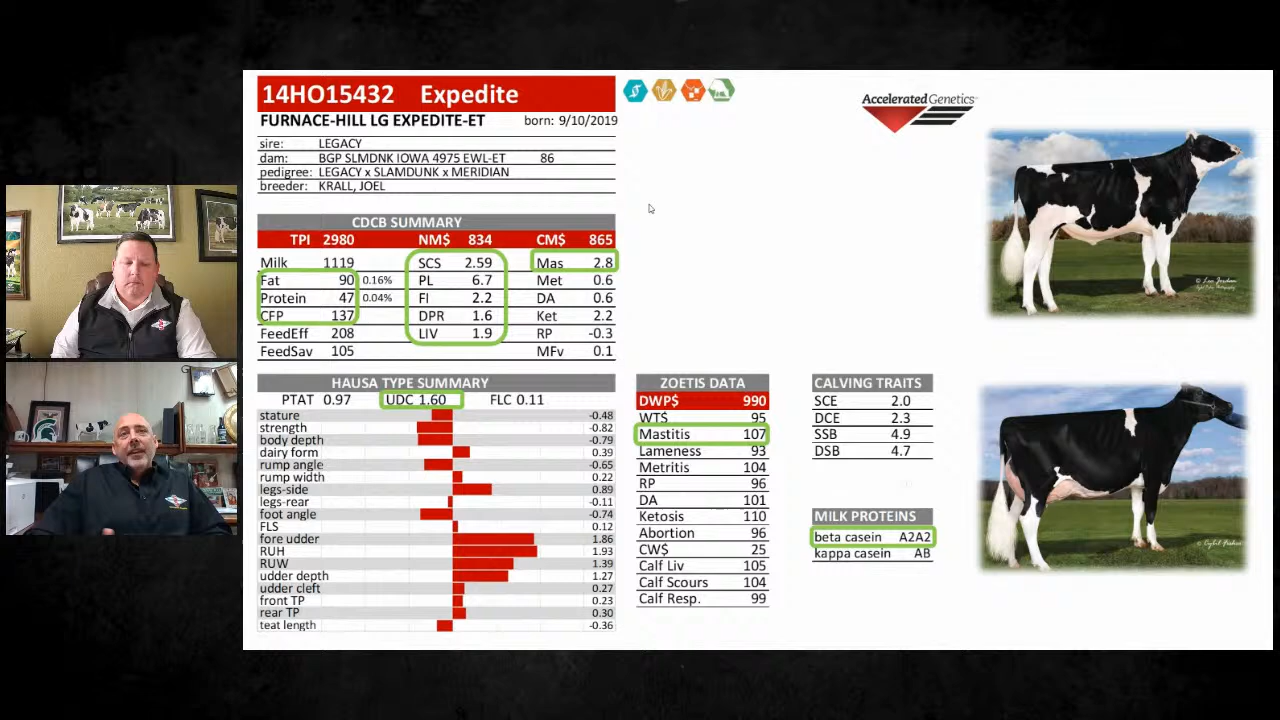 14HO15432 Expedite
FURNACE-HILL LG EXPEDITE-ET born: 9/10/2019
sire: LEGACY
dam: BGP SLMDNK IOWA 4975 EWL-ET 86
pedigree: LEGACY x SLAMDUNK x MERIDIAN
breeder: KRALL, JOEL
CDCB SUMMARY
TPI 2980 NM$ 834 CM$ 865
Milk 1119 SCS 2.59 Mas 2.8
Fat 90 0.16% PL 6.7 Met 0.6
Protein 47 0.04% FI 2.2 DA 0.6
CFP 137 DPR 1.6 Ket 2.2
FeedEff 208 LIV 1.9 RP -0.3
FeedSav 105 MFv 0.1
HAUSA TYPE SUMMARY
PTAT 0.97 UDC 1.60 FLC 0.11
stature -0.48
strength -0.82
body depth -0.79
dairy form 0.39
rump angle -0.65
rump width 0.22
legs-side 0.89
legs-rear -0.11
foot angle -0.74
FLS 0.12
fore udder 1.86
RUH 1.93
RUW 1.39
udder depth 1.27
udder cleft 0.27
front TP 0.23
rear TP 0.30
teat length -0.36
ZOETIS DATA
DWP$ 990
WT$ 95
Mastitis 107
Lameness 93
Metritis 104
RP 96
DA 101
Ketosis 110
Abortion 96
CW$ 25
Calf Liv 105
Calf Scours 104
Calf Resp. 99
CALVING TRAITS
SCE 2.0
DCE 2.3
SSB 4.9
DSB 4.7
MILK PROTEINS
beta casein A2A2
kappa casein AB
Accelerated Genetics